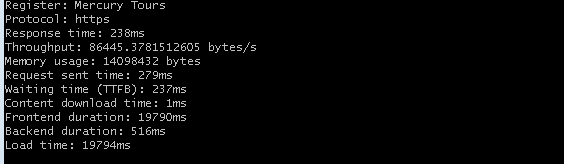 Register: Mercury Tours
Protocol: https
Response time: 238ms
Throughput: 86445.3781512605 bytes/s
Memory usage: 14098432 bytes
Request sent time: 279ms
Waiting time (TTFB): 237ms
Content download time: 1ms
Frontend duration: 19790ms
Backend duration: 516ms
Load time: 19794ms